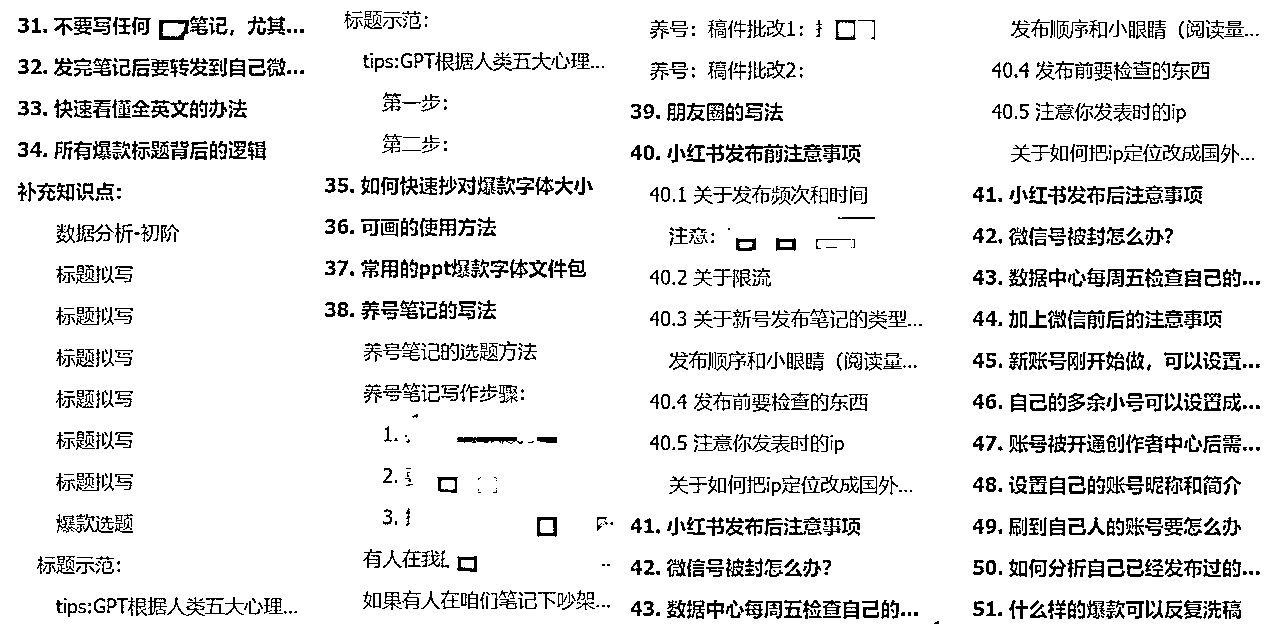 31. 不要写任何 笔记，尤其...
32. 发完笔记后要转发到自己微...
33. 快速看懂全英文的办法
34. 所有爆款标题背后的逻辑
补充知识点：
数据分析-初阶
标题拟写
标题拟写
标题拟写
标题拟写
标题拟写
标题拟写
爆款选题
标题示范：
tips:GPT根据人类五大心理...
标题示范：
tips:GPT根据人类五大心理...
第一步：
第二步：
35. 如何快速抄对爆款字体大小
36. 可画的使用方法
37. 常用的ppt爆款字体文件包
38. 养号笔记的写法
养号笔记的选题方法
养号笔记写作步骤：
1.
2.
3.
有人在我
如果有人在咱们笔记下吵架...
养号：稿件批改1：
养号：稿件批改2：
39. 朋友圈的写法
40. 小红书发布前注意事项
40.1 关于发布频次和时间
注意：
40.2 关于限流
40.3 关于新号发布笔记的类型...
发布顺序和小眼睛（阅读量...
40.4 发布前要检查的东西
40.5 注意你发表时的ip
关于如何把ip定位改成国外...
41. 小红书发布后注意事项
42. 微信号被封怎么办？
43. 数据中心每周五检查自己的...
发布顺序和小眼睛（阅读量...
40.4 发布前要检查的东西
40.5 注意你发表时的ip
关于如何把ip定位改成国外...
41. 小红书发布后注意事项
42. 微信号被封怎么办？
43. 数据中心每周五检查自己的...
44. 加上微信前后的注意事项
45. 新账号刚开始做，可以设置...
46. 自己的多余小号可以设置成...
47. 账号被开通创作者中心后需...
48. 设置自己的账号昵称和简介
49. 刷到自己人的账号要怎么办
50. 如何分析自己已经发布过的...
51. 什么样的爆款可以反复洗稿